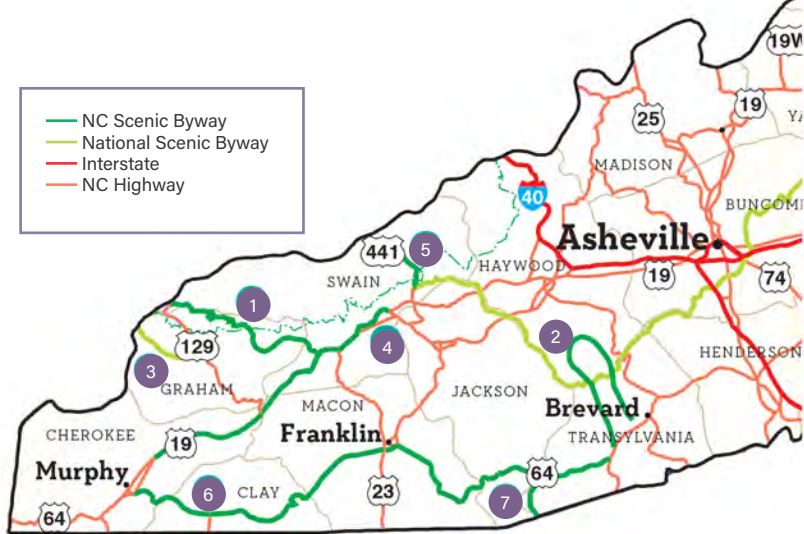 NC Scenic Byway
National Scenic Byway
Interstate
NC Highway
19W
25
19
YA
MADISON
40
BUNCOM
441
5
Asheville
SWAIN
HAYWOOD
19
74
1
129
4
2
3
HENDERSON
GRAHAM
JACKSON
MACON
Brevard
CHEROKEE
19
Franklin
TRANSYLVANIA
Murphy
64
6
CLAY
23
7
64